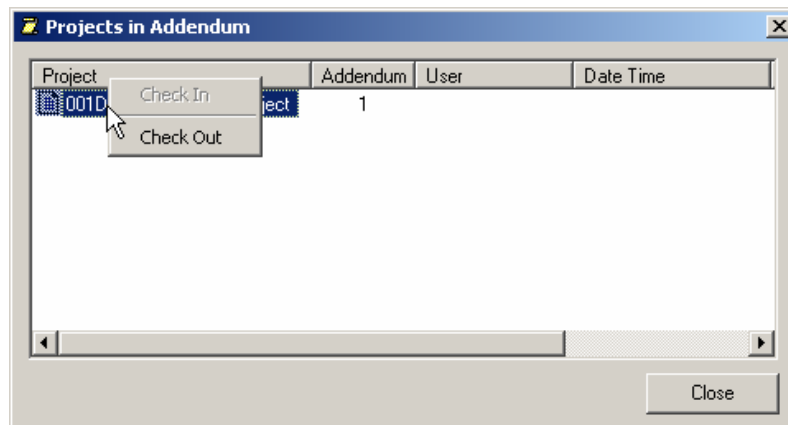 Projects in Addendum
Project Addendum User Date Time
001D ject 1
Check In
Check Out
Close